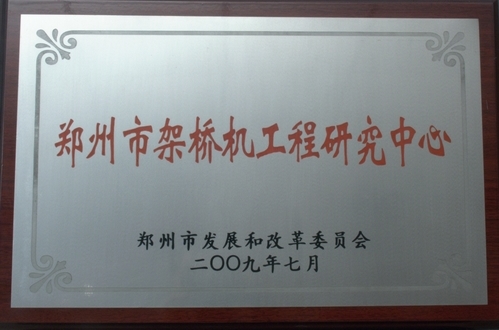 郑州市架桥机工程研究中心
郑州市发展和改革委员会
二〇〇九年七月